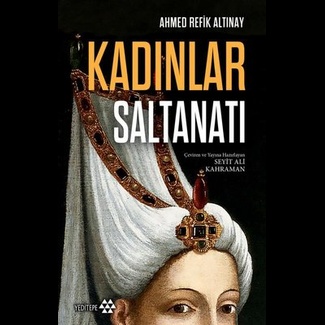 AHMED REFİK ALTINAY
KADINLAR
SALTANATI
Çeviren ve Yayına Hazırlayan
SEYİT ALİ
KAHRAMAN
YEDİTEPE